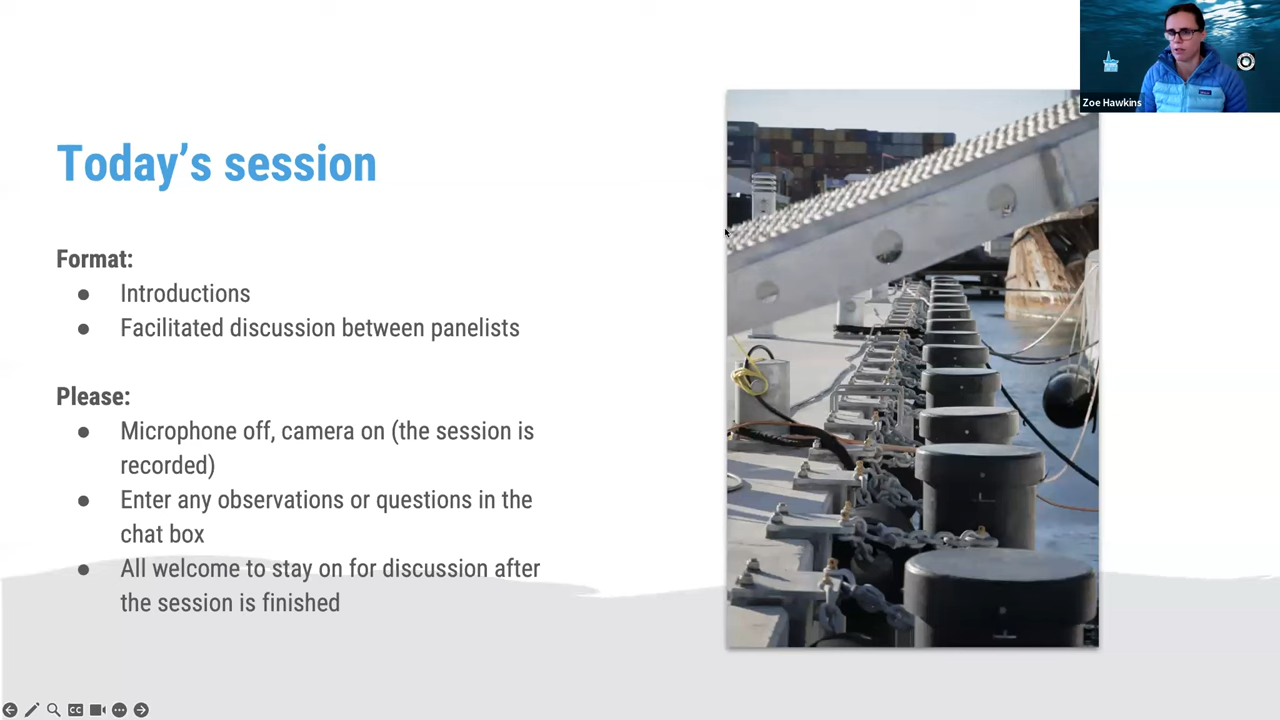 Today's session
Format:
● Introductions
● Facilitated discussion between panelists
Please:
● Microphone off, camera on (the session is
recorded)
● Enter any observations or questions in the
chat box
● All welcome to stay on for discussion after
the session is finished
Zoe Hawkins
CC